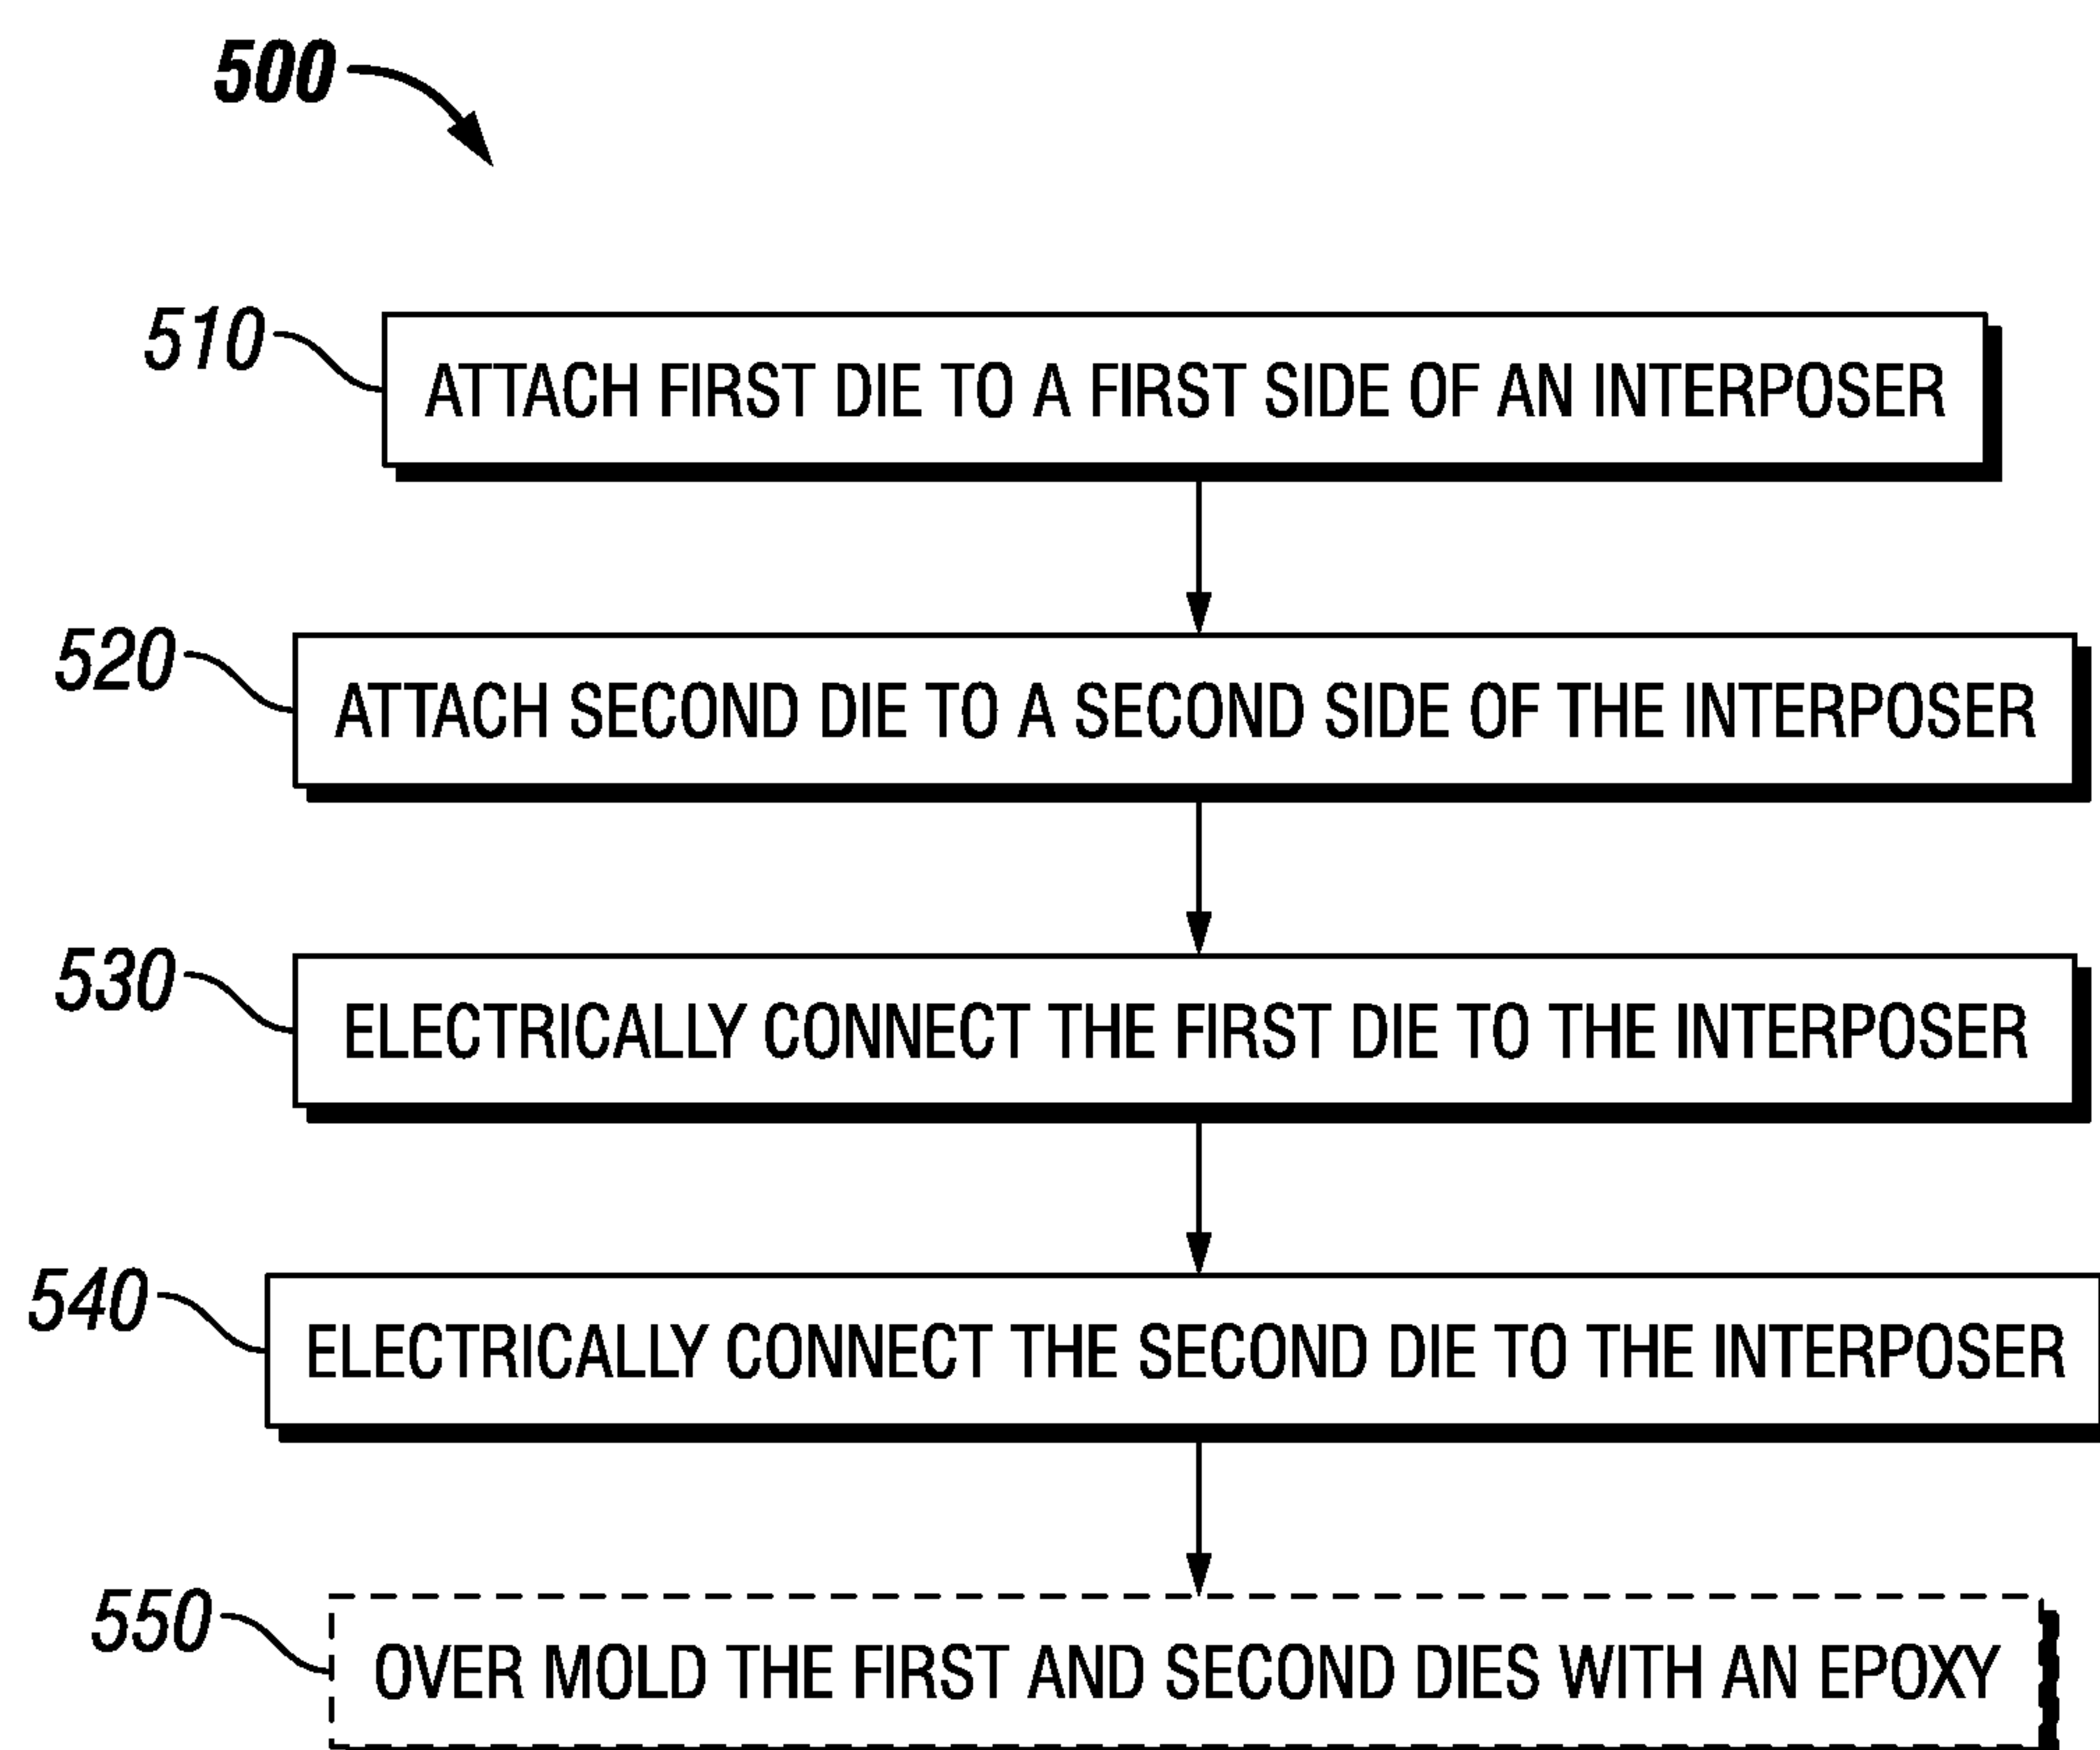 500
510
ATTACH FIRST DIE TO A FIRST SIDE OF AN INTERPOSER
520
ATTACH SECOND DIE TO A SECOND SIDE OF THE INTERPOSER
530
ELECTRICALLY CONNECT THE FIRST DIE TO THE INTERPOSER
540
ELECTRICALLY CONNECT THE SECOND DIE TO THE INTERPOSER
550
OVER MOLD THE FIRST AND SECOND DIES WITH AN EPOXY